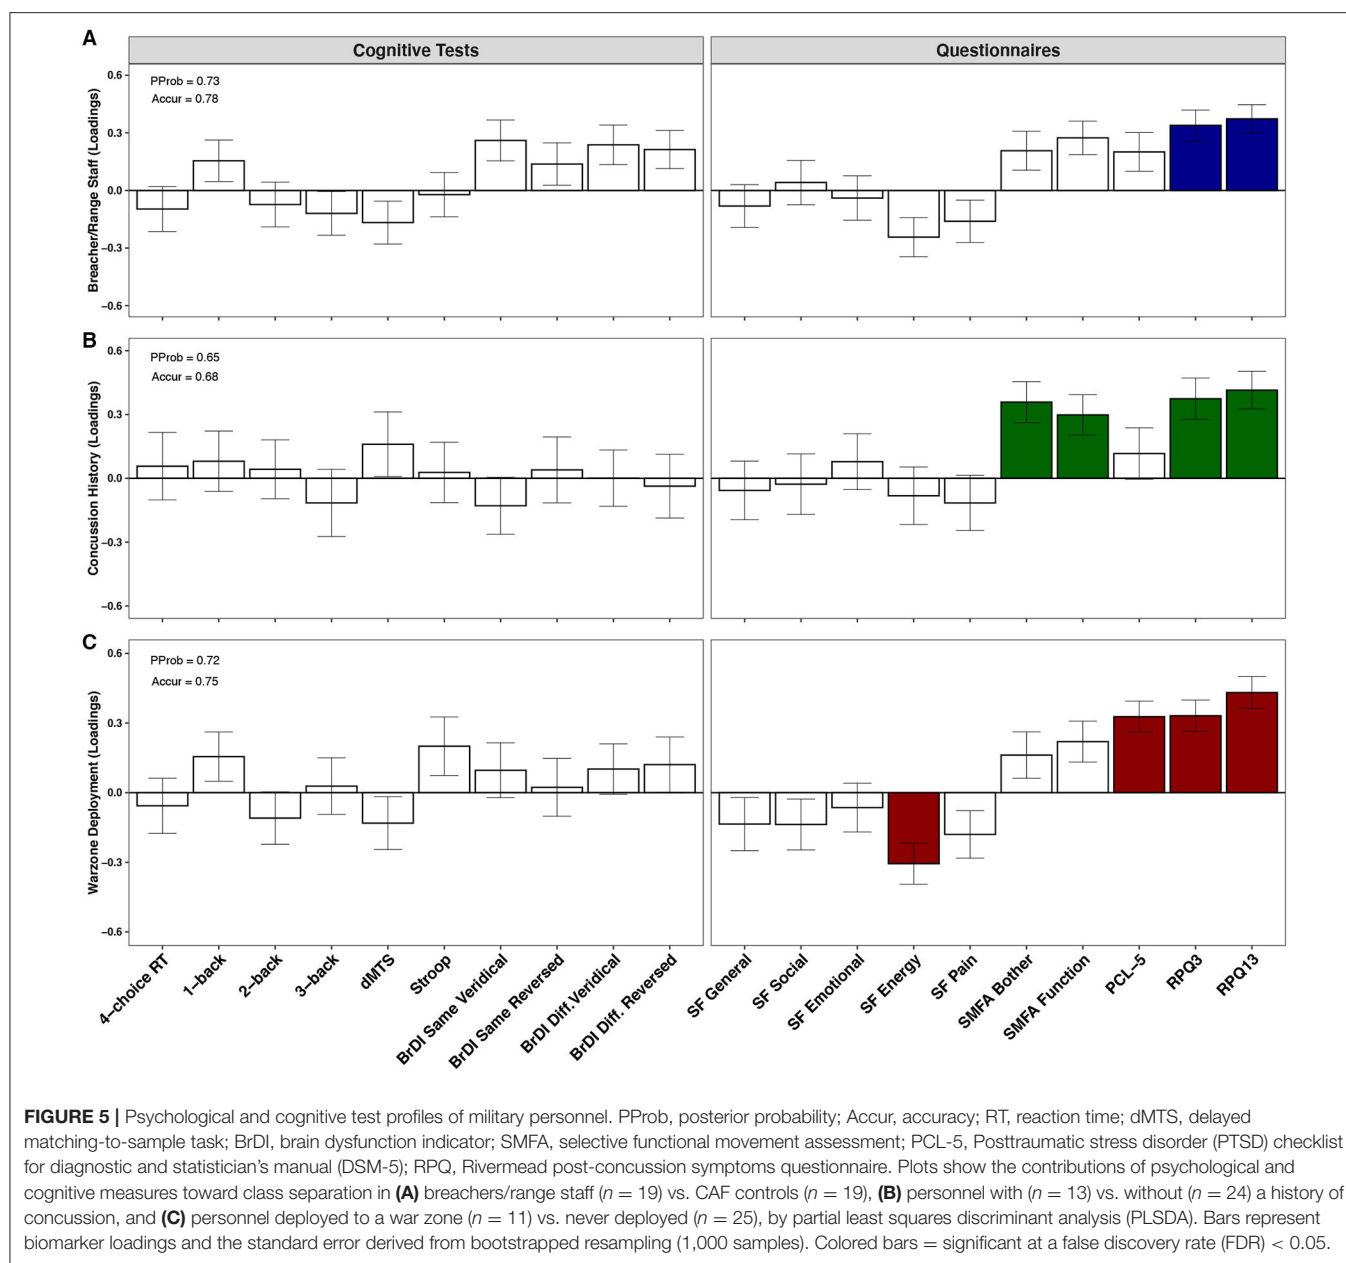 A
Cognitive Tests
Questionnaires
Breacher/Range Staff (Loadings)
0.6
0.3
0.0
−0.3
−0.6
PProb = 0.73
Accur = 0.78
B
Concussion History (Loadings)
0.6
0.3
0.0
−0.3
−0.6
PProb = 0.65
Accur = 0.68
C
Warzone Deployment (Loadings)
0.6
0.3
0.0
−0.3
−0.6
PProb = 0.72
Accur = 0.75
4−choice RT
1−back
2−back
3−back
dMTS
Stroop
BrDI Same Veridical
BrDI Same Reversed
BrDI Diff.Veridical
BrDI Diff. Reversed
SF General
SF Social
SF Emotional
SF Energy
SF Pain
SMFA Bother
SMFA Function
PCL−5
RPQ3
RPQ13
FIGURE 5 | Psychological and cognitive test profiles of military personnel. PProb, posterior probability; Accur, accuracy; RT, reaction time; dMTS, delayed
matching-to-sample task; BrDI, brain dysfunction indicator; SMFA, selective functional movement assessment; PCL-5, Posttraumatic stress disorder (PTSD) checklist
for diagnostic and statistician's manual (DSM-5); RPQ, Rivermead post-concussion symptoms questionnaire. Plots show the contributions of psychological and
cognitive measures toward class separation in (A) breachers/range staff (n = 19) vs. CAF controls (n = 19), (B) personnel with (n = 13) vs. without (n = 24) a history of
concussion, and (C) personnel deployed to a war zone (n = 11) vs. never deployed (n = 25), by partial least squares discriminant analysis (PLSDA). Bars represent
biomarker loadings and the standard error derived from bootstrapped resampling (1,000 samples). Colored bars = significant at a false discovery rate (FDR) < 0.05.